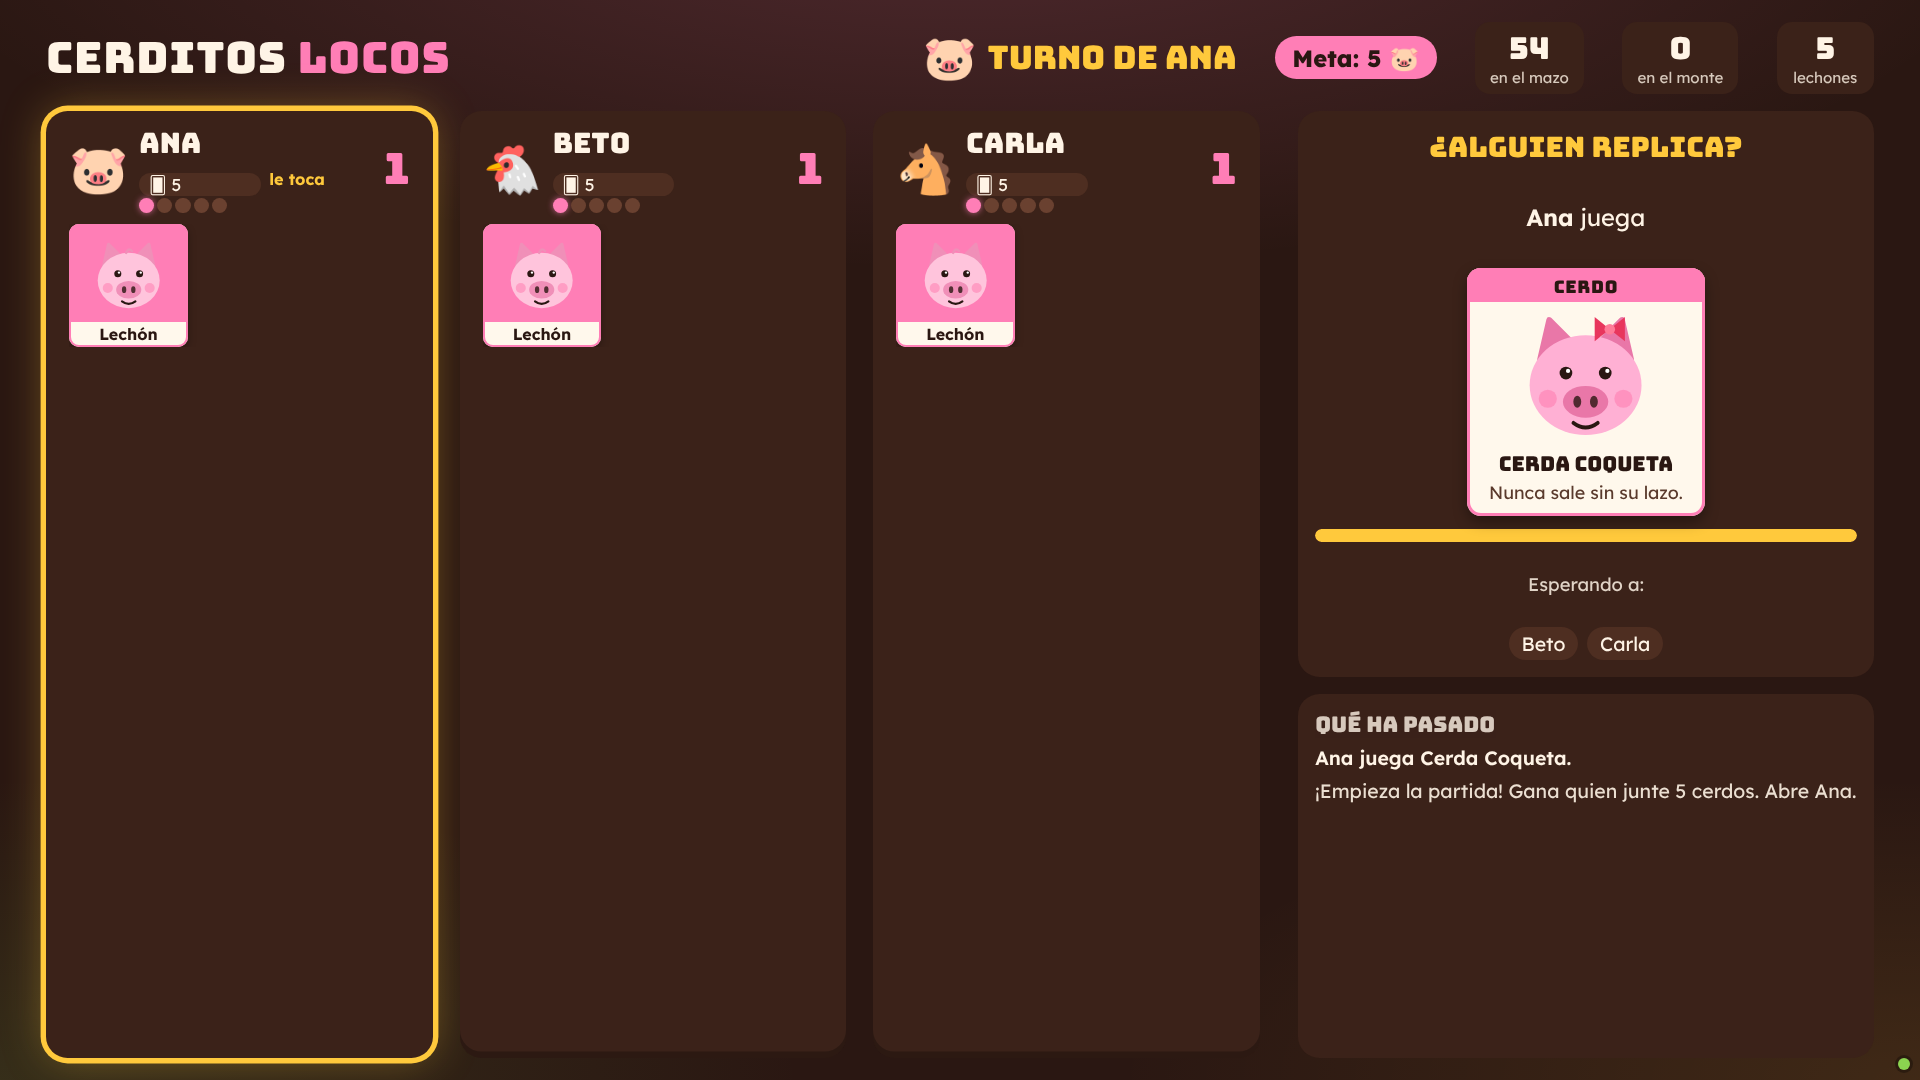 CERDITOS LOCOS
TURNO DE ANA
Meta: 5
54
en el mazo
0
en el monte
5
lechones
ANA
5
le toca
1
Lechón
BETO
5
1
Lechón
CARLA
5
1
Lechón
¿ALGUIEN REPLICA?
Ana juega
CERDO
CERDA COQUETA
Nunca sale sin su lazo.
Esperando a:
Beto
Carla
QUÉ HA PASADO
Ana juega Cerda Coqueta.
¡Empieza la partida! Gana quien junte 5 cerdos. Abre Ana.